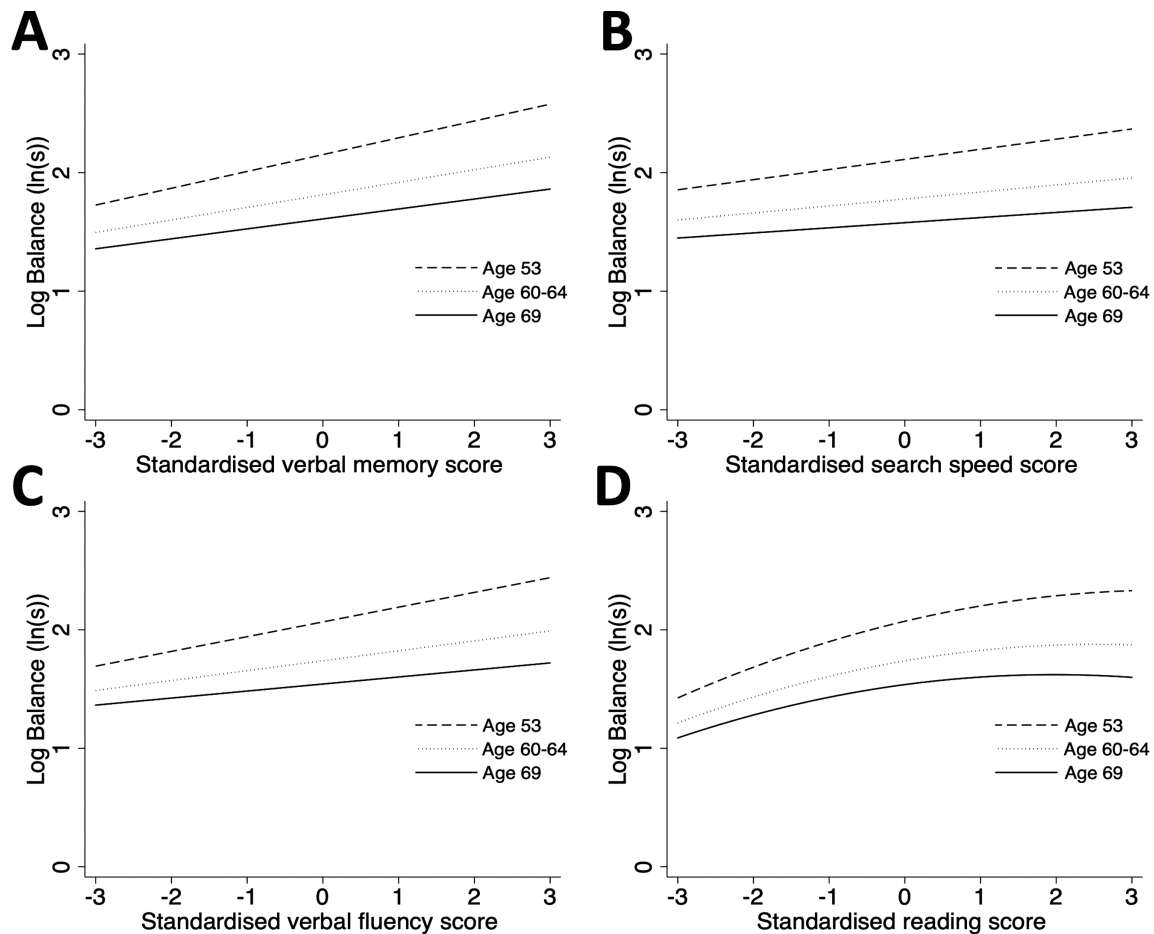 A
3
2
1
0
Log Balance (ln(s))
Age 53
Age 60-64
Age 69
-3 -2 -1 0 1 2 3
Standardised verbal memory score
B
3
2
1
0
Log Balance (ln(s))
Age 53
Age 60-64
Age 69
-3 -2 -1 0 1 2 3
Standardised search speed score
C
3
2
1
0
Log Balance (ln(s))
Age 53
Age 60-64
Age 69
-3 -2 -1 0 1 2 3
Standardised verbal fluency score
D
3
2
1
0
Log Balance (ln(s))
Age 53
Age 60-64
Age 69
-3 -2 -1 0 1 2 3
Standardised reading score